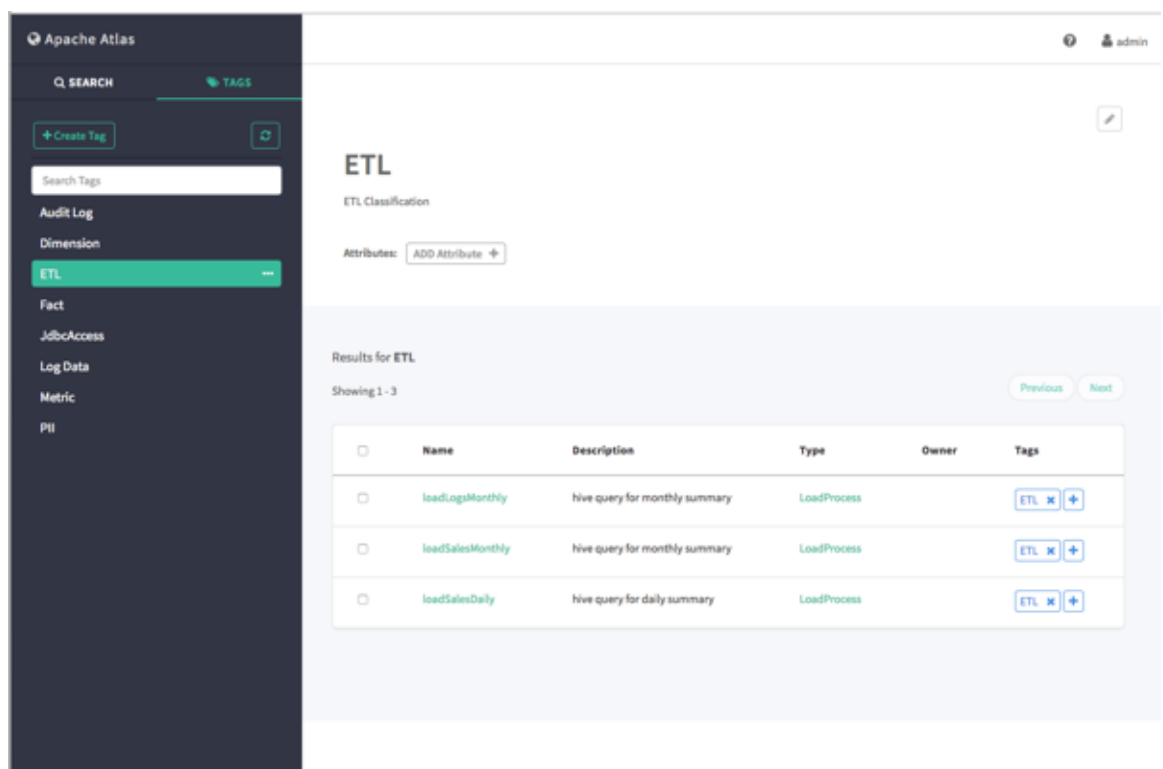 Apache Atlas
admin
SEARCH TAGS
+ Create Tag
Search Tags
Audit Log
Dimension
ETL
Fact
JdbcAccess
Log Data
Metric
PII
ETL
ETL Classification
Attributes: ADD Attribute +
Results for ETL
Showing 1 - 3
Previous Next
Name Description Type Owner Tags
loadLogsMonthly hive query for monthly summary LoadProcess ETL
loadSalesMonthly hive query for monthly summary LoadProcess ETL
loadSalesDaily hive query for daily summary LoadProcess ETL